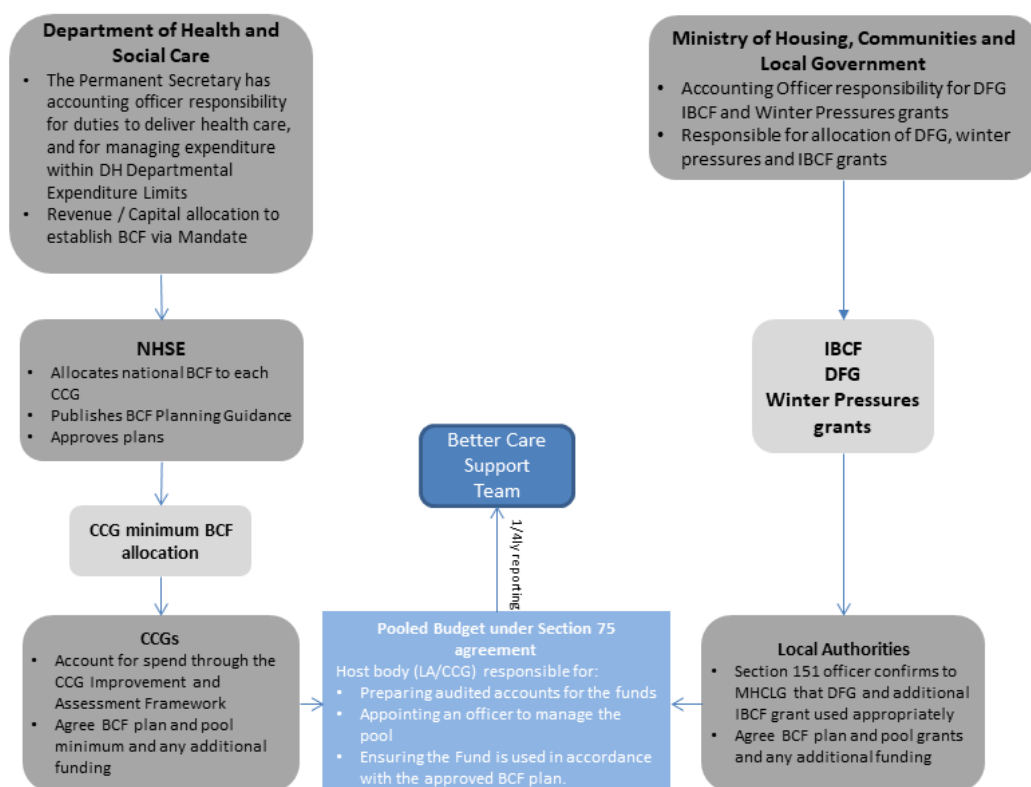 Department of Health and
Social Care
• The Permanent Secretary has
accounting officer responsibility
for duties to deliver health care,
and for managing expenditure
within DH Departmental
Expenditure Limits
• Revenue / Capital allocation to
establish BCF via Mandate
Ministry of Housing, Communities and
Local Government
• Accounting Officer responsibility for DFG
IBCF and Winter Pressures grants
• Responsible for allocation of DFG, winter
pressures and IBCF grants
NHSE
• Allocates national BCF to each
CCG
• Publishes BCF Planning Guidance
• Approves plans
IBCF
DFG
Winter Pressures
grants
Better Care
Support
Team
CCG minimum BCF
allocation
1/4ly reporting
CCGs
• Account for spend through the
CCG Improvement and
Assessment Framework
• Agree BCF plan and pool
minimum and any additional
funding
Pooled Budget under Section 75
agreement
Host body (LA/CCG) responsible for:
• Preparing audited accounts for the funds
• Appointing an officer to manage the
pool
• Ensuring the Fund is used in accordance
with the approved BCF plan.
Local Authorities
• Section 151 officer confirms to
MHCLG that DFG and additional
IBCF grant used appropriately
• Agree BCF plan and pool grants
and any additional funding